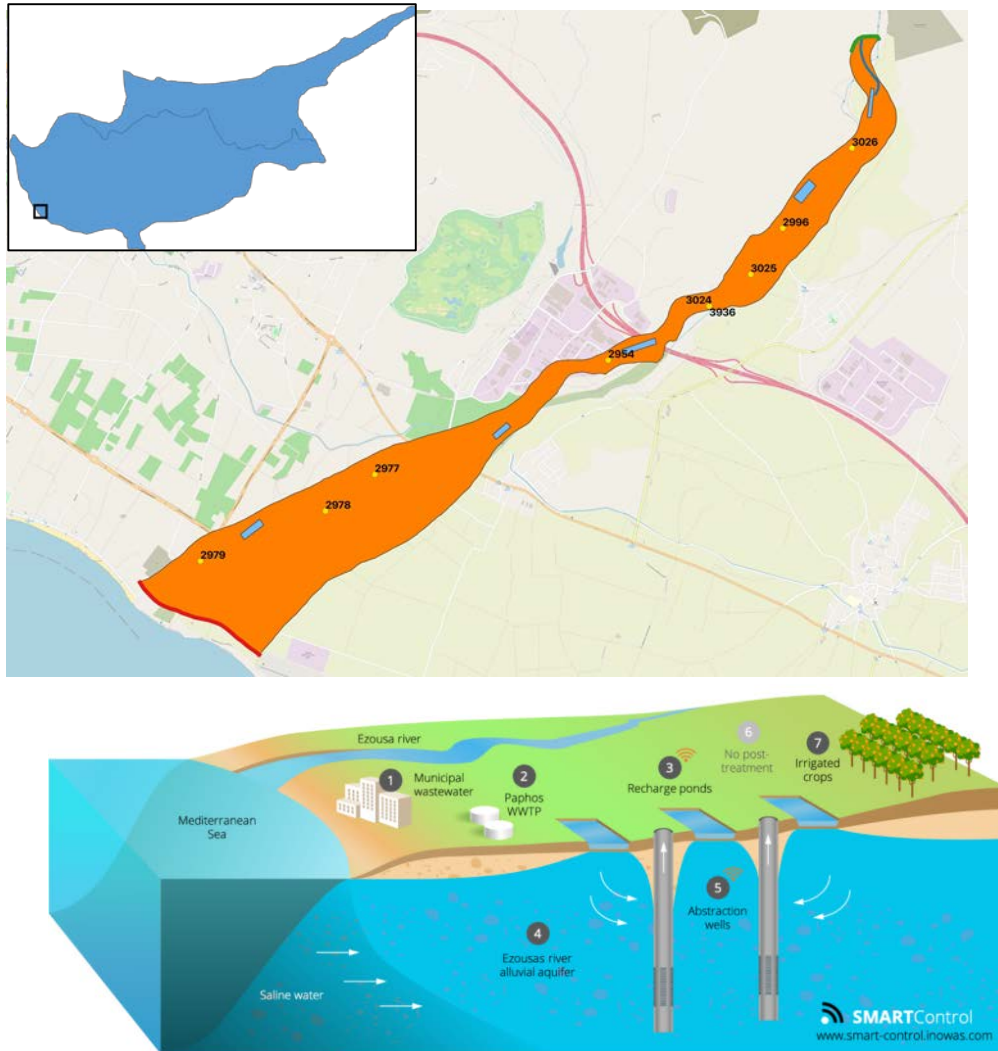 3026
2996
3025
3024
3936
2954
2977
2978
2979
Ezousa river
1
Municipal
wastewater
2
Paphos
WWTP
3
Recharge ponds
6
No post-
treatment
7
Irrigated
crops
Mediterranean
Sea
4
Ezousas river
alluvial aquifer
5
Abstraction
wells
Saline water
SMARTControl
www.smart-control.inowas.com